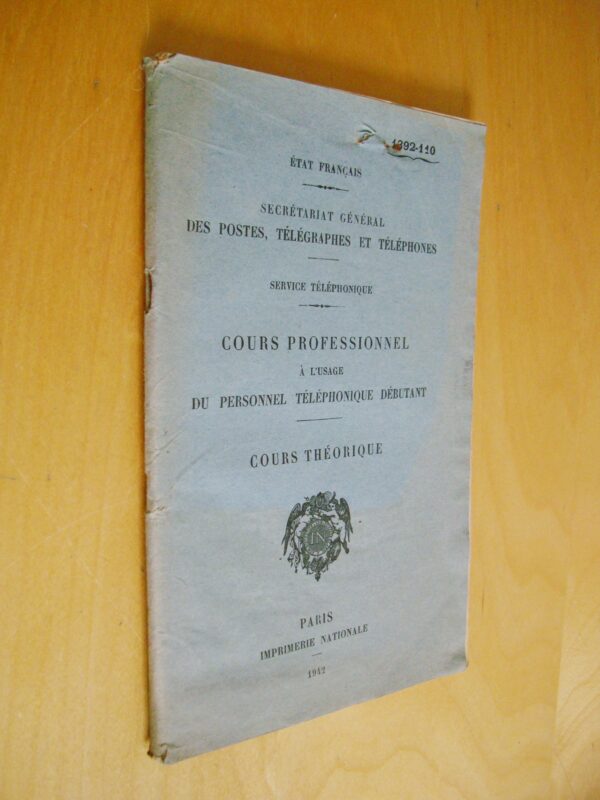 1392-110
ÉTAT FRANÇAIS
SECRÉTARIAT GÉNÉRAL
DES POSTES, TÉLÉGRAPHES ET TÉLÉPHONES
SERVICE TÉLÉPHONIQUE
COURS PROFESSIONNEL
À L'USAGE
DU PERSONNEL TÉLÉPHONIQUE DÉBUTANT
COURS THÉORIQUE
IN
PARIS
IMPRIMERIE NATIONALE
1942